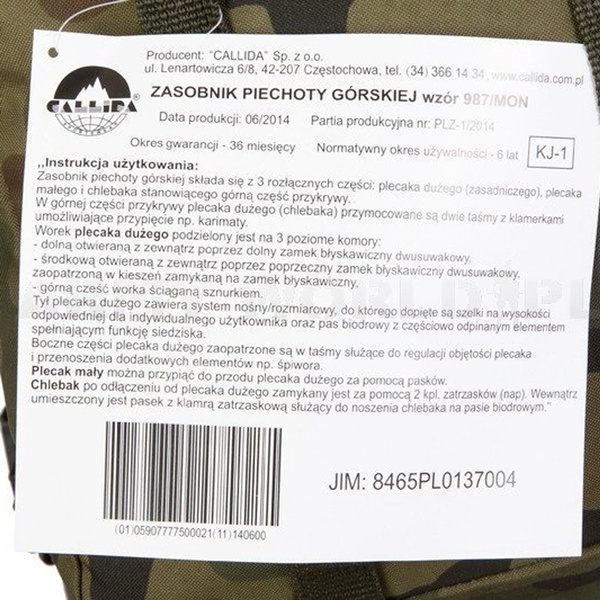 Producent: "CALLIDA" Sp. z o.o.
ul. Lenartowicza 6/8, 42-207 Częstochowa, tel. (34) 366 14 34, www.callida.com.pl
CALLIDA®
ZASOBNIK PIECHOTY GÓRSKIEJ wzór 987/MON
Data produkcji: 06/2014 Partia produkcyjna nr: PLZ-1/2014
Okres gwarancji - 36 miesięcy Normatywny okres używalności - 6 lat KJ-1
,,Instrukcja użytkowania:
Zasobnik piechoty górskiej składa się z 3 rozłącznych części: plecaka dużego (zasadniczego), plecaka
małego i chlebaka stanowiącego górną część przykrywy.
W górnej części przykrywy plecaka dużego (chlebaka) przymocowane są dwie taśmy z klamerkami
umożliwiające przypięcie np. karimaty.
Worek plecaka dużego podzielony jest na 3 poziome komory:
- dolną otwieraną z zewnątrz poprzez dolny zamek błyskawiczny dwusuwakowy,
- środkową otwieraną z zewnątrz poprzez poprzeczny zamek błyskawiczny dwusuwakowy,
zaopatrzoną w kieszeń zamykaną na zamek błyskawiczny,
- górną cześć worka ściąganą sznurkiem.
Tył plecaka dużego zawiera system nośny/rozmiarowy, do którego dopięte są szelki na wysokości
odpowiedniej dla indywidualnego użytkownika oraz pas biodrowy z częściowo odpinanym elementem
spełniającym funkcję siedziska.
Boczne części plecaka dużego zaopatrzone są w taśmy służące do regulacji objętości plecaka
i przenoszenia dodatkowych elementów np. śpiwora.
Plecak mały można przypiąć do przodu plecaka dużego za pomocą pasków.
Chlebak po odłączeniu od plecaka dużego zamykany jest za pomocą 2 kpl. zatrzasków (nap). Wewnątrz
umieszczony jest pasek z klamrą zatrzaskową służący do noszenia chlebaka na pasie biodrowym."
JIM: 8465PL0137004
(01)05907777500021(11)140600